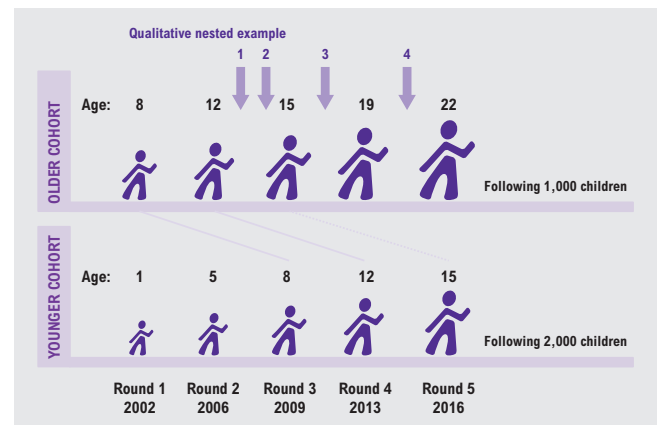 Qualitative nested example
1 2 3 4
OLDER COHORT
Age: 8 12 15 19 22
Following 1,000 children
YOUNGER COHORT
Age: 1 5 8 12 15
Following 2,000 children
Round 1 Round 2 Round 3 Round 4 Round 5
2002 2006 2009 2013 2016